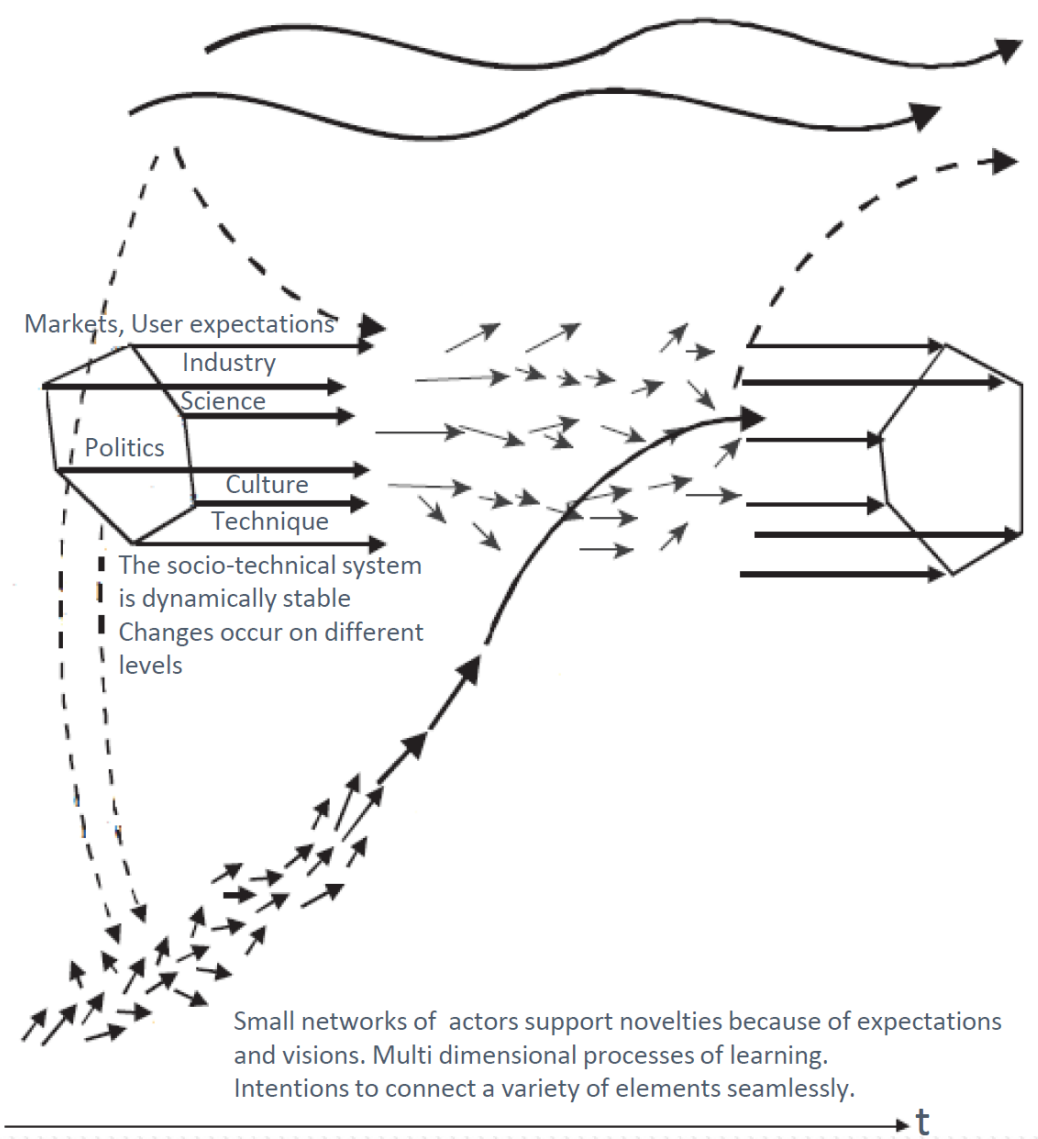 Markets, User expectations
Industry
Science
Politics
Culture
Technique
The socio-technical system
is dynamically stable
Changes occur on different
levels
Small networks of actors support novelties because of expectations
and visions. Multi dimensional processes of learning.
Intentions to connect a variety of elements seamlessly.
t